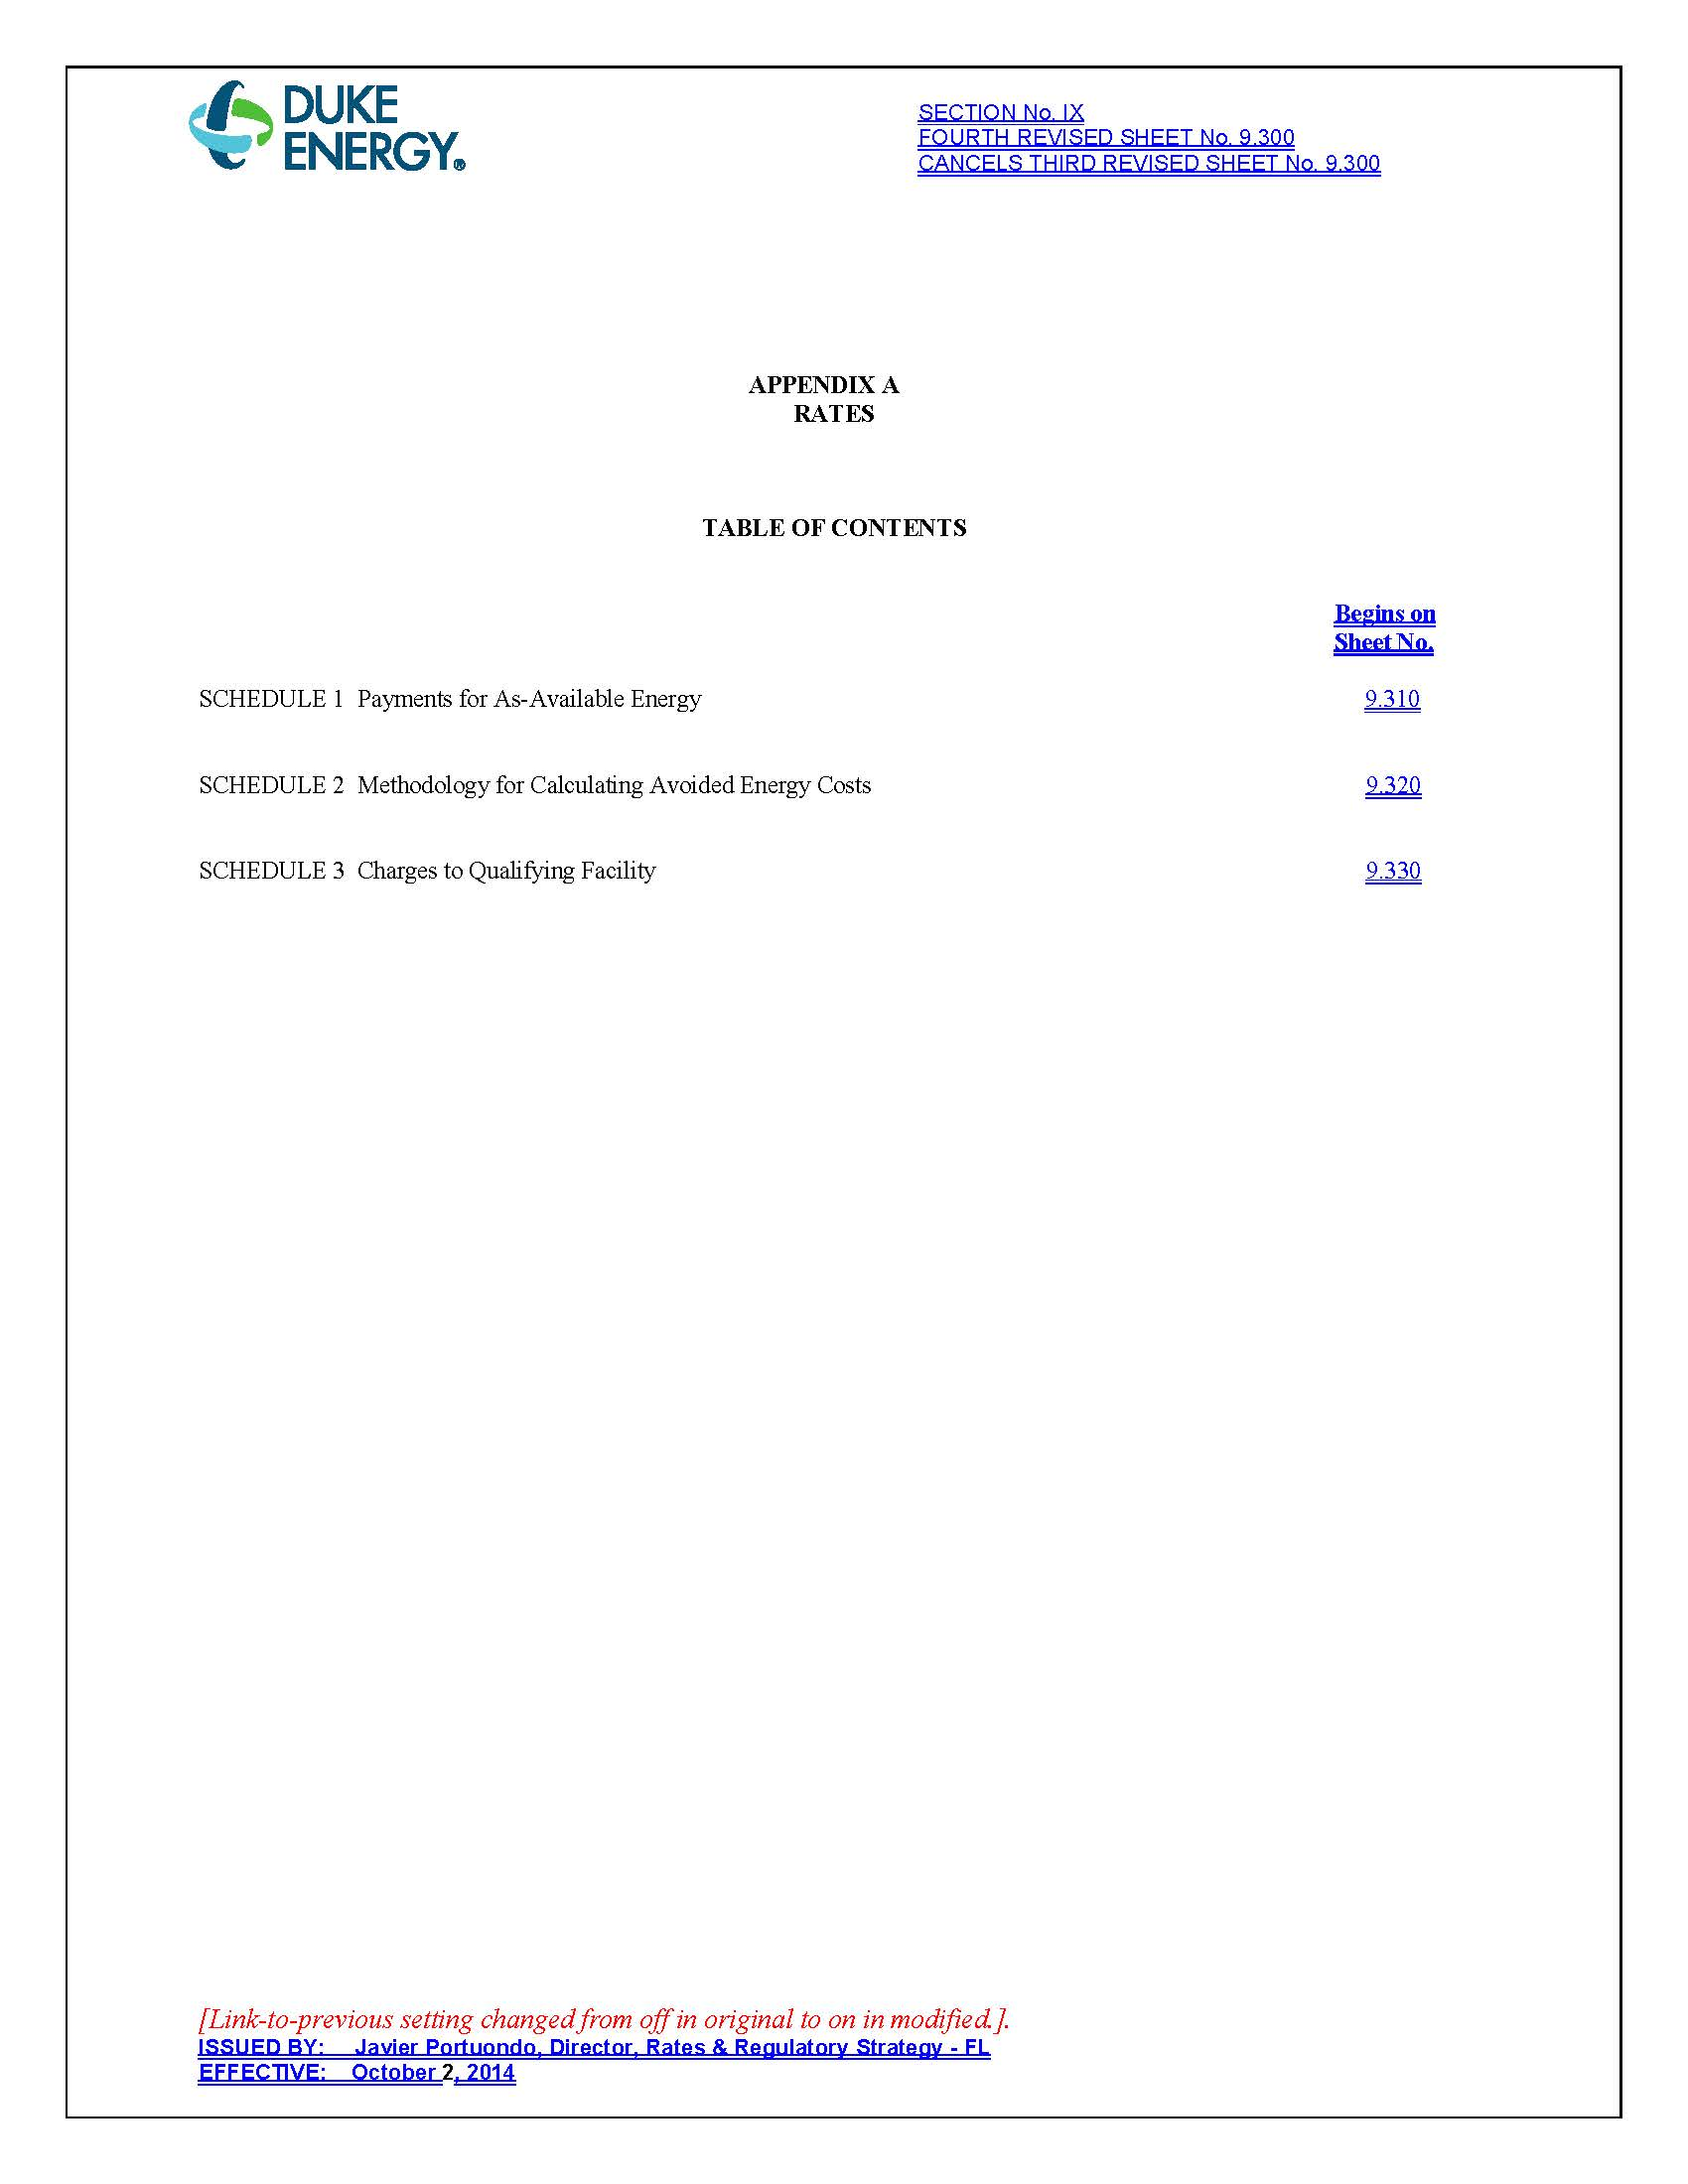 DUKE
ENERGY®
SECTION No. IX
FOURTH REVISED SHEET No. 9.300
CANCELS THIRD REVISED SHEET No. 9.300
APPENDIX A
RATES
TABLE OF CONTENTS
Begins on
Sheet No.
SCHEDULE 1 Payments for As-Available Energy 9.310
SCHEDULE 2 Methodology for Calculating Avoided Energy Costs 9.320
SCHEDULE 3 Charges to Qualifying Facility 9.330
[Link-to-previous setting changed from off in original to on in modified.].
ISSUED BY: Javier Portuondo, Director, Rates & Regulatory Strategy - FL
EFFECTIVE: October 2, 2014